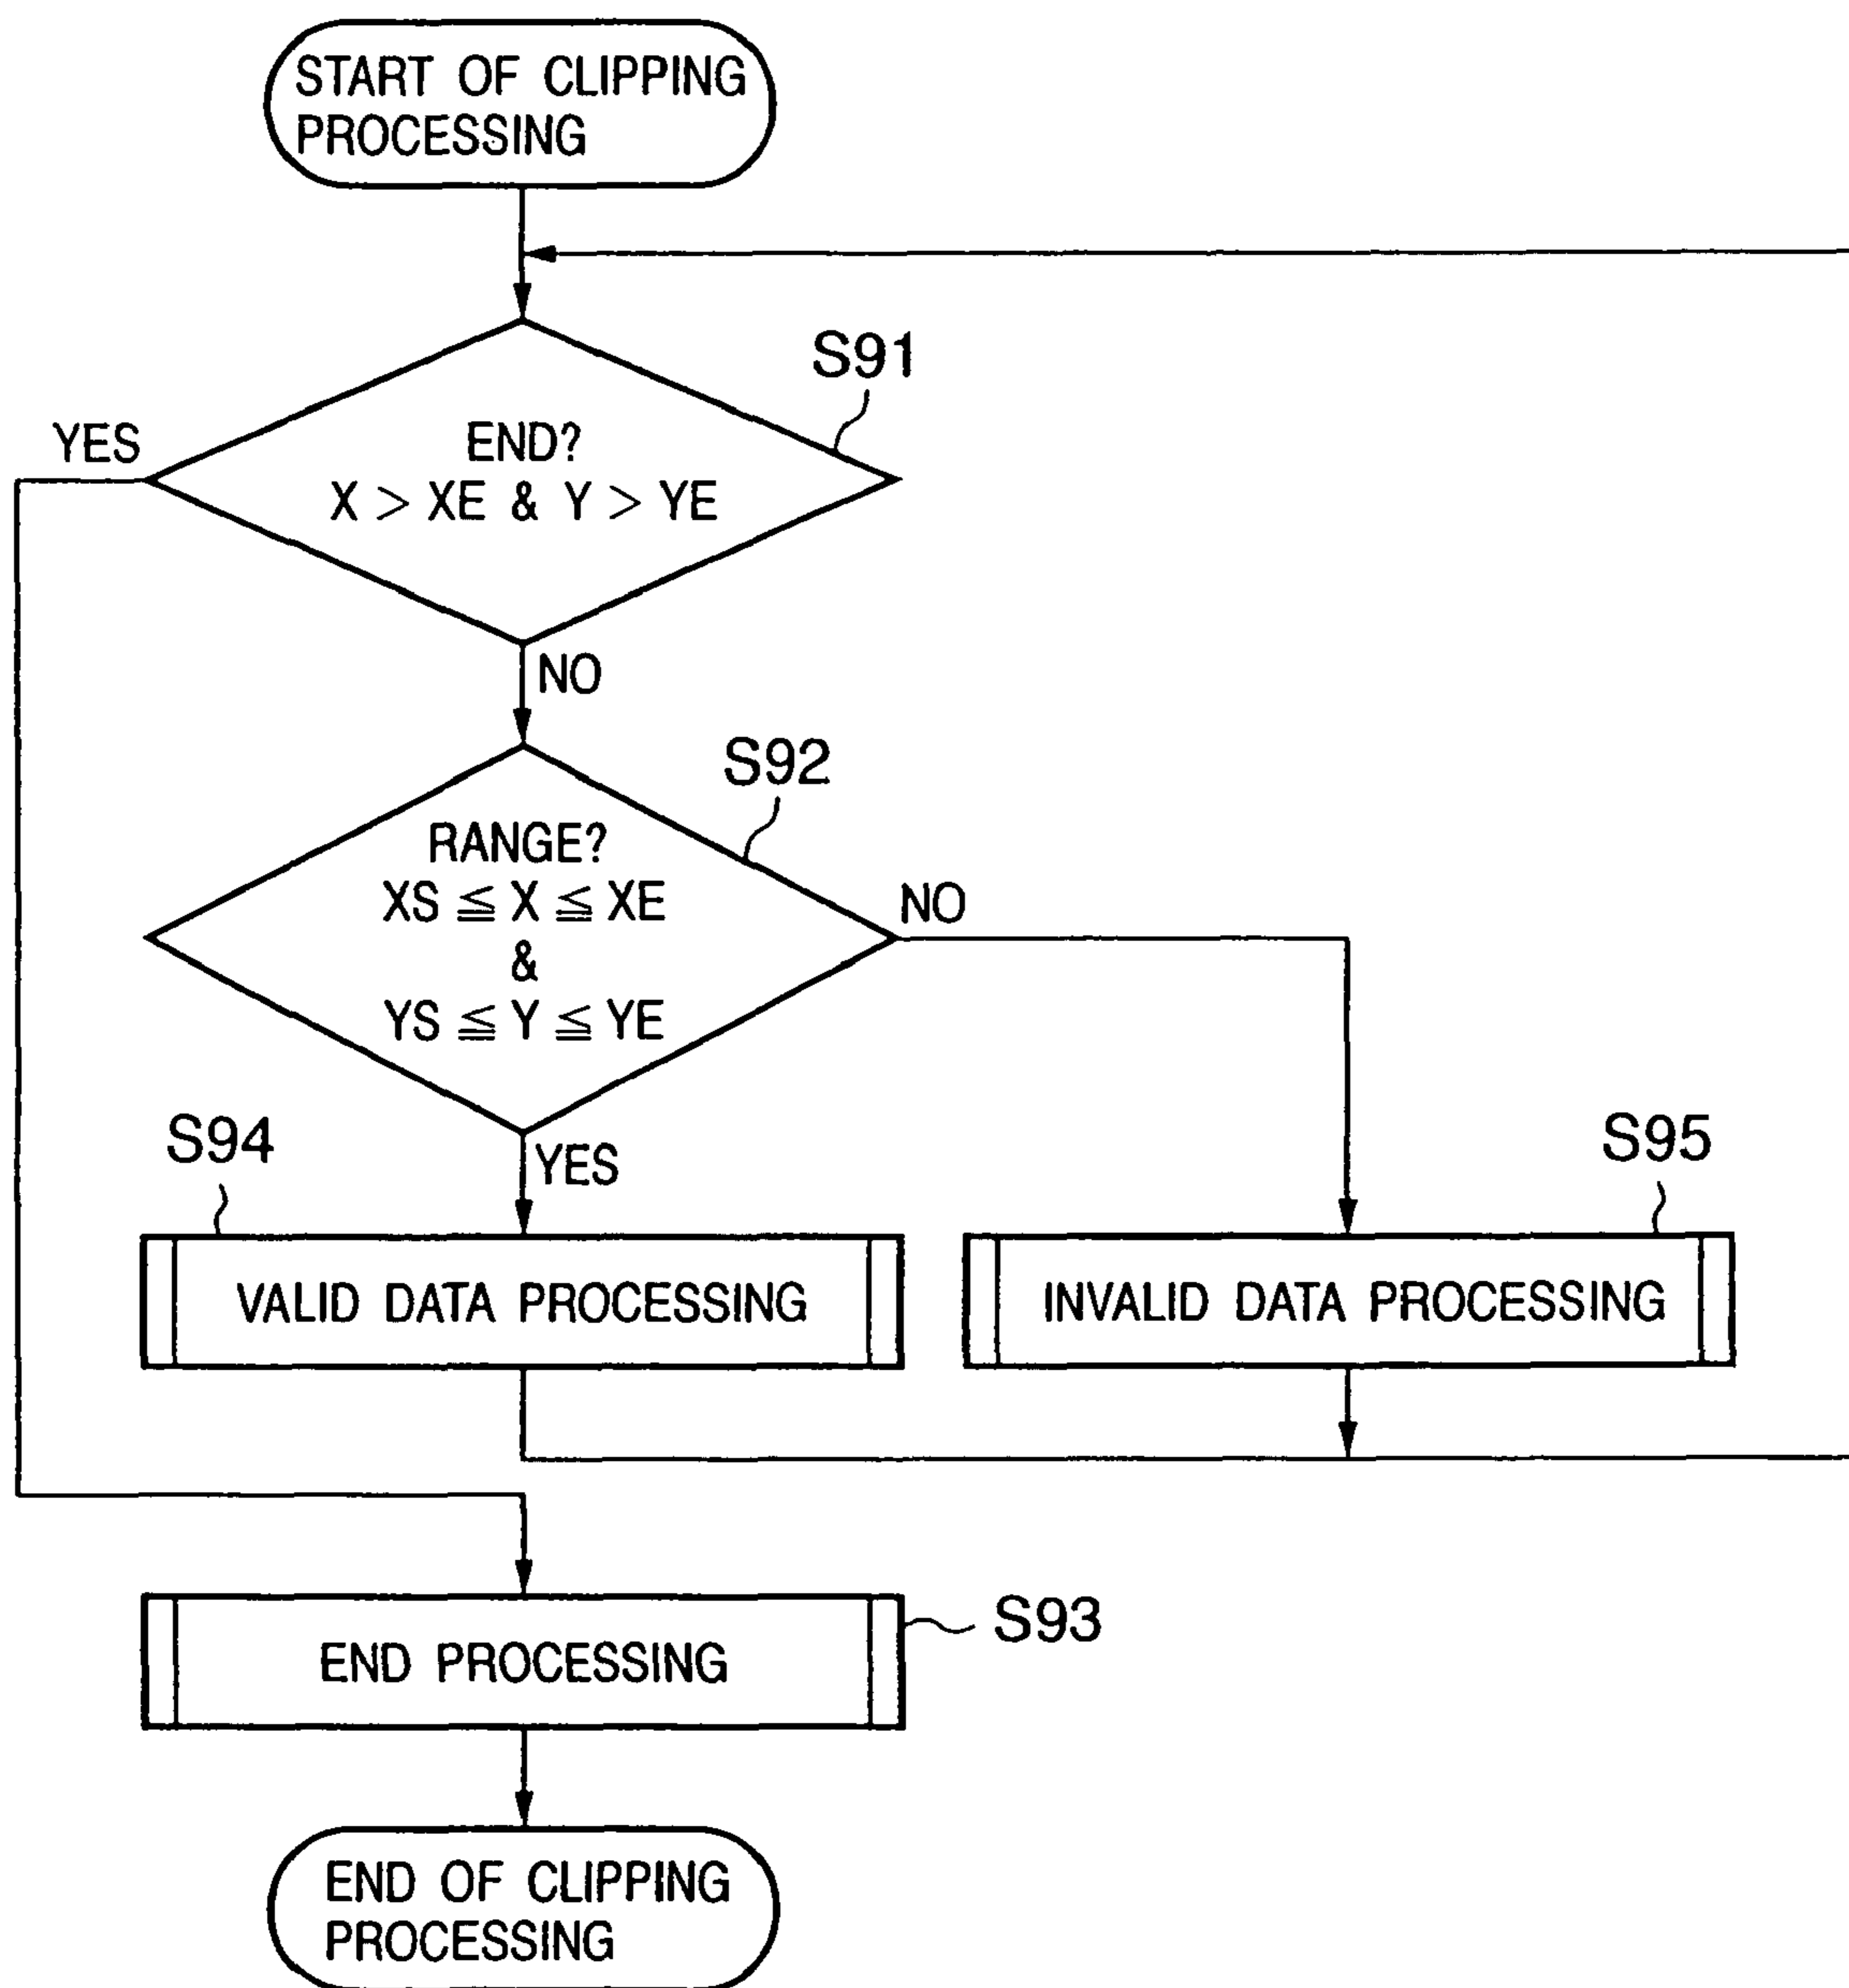 START OF CLIPPING
PROCESSING
S91
YES
END?
X > XE & Y > YE
NO
S92
RANGE?
XS ≦ X ≦ XE
&
YS ≦ Y ≦ YE
NO
S94
YES
S95
VALID DATA PROCESSING
INVALID DATA PROCESSING
S93
END PROCESSING
END OF CLIPPING
PROCESSING